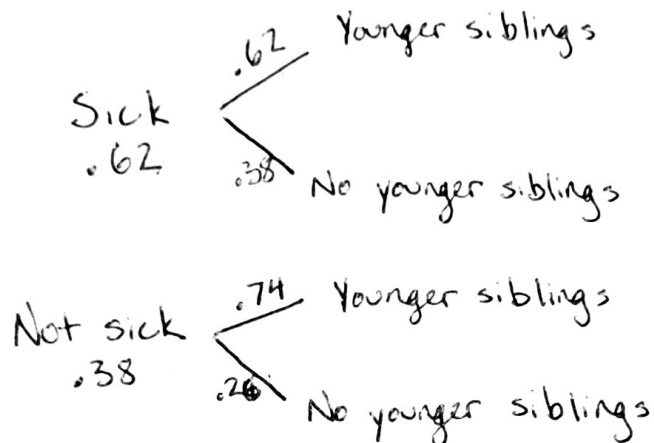 .62 Younger siblings
Sick
.62
.38 No younger siblings
.74 Younger siblings
Not sick
.38
.26 No younger siblings